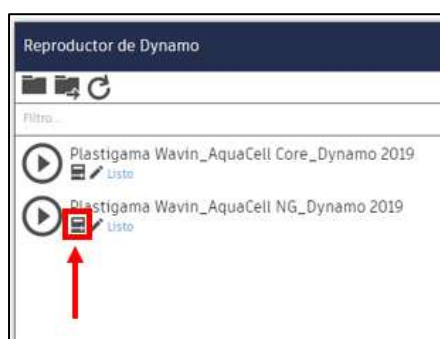 Reproductor de Dynamo
Filtro...
Plastigama Wavin_AquaCell Core_Dynamo 2019
Listo
Plastigama Wavin_AquaCell NG_Dynamo 2019
Listo